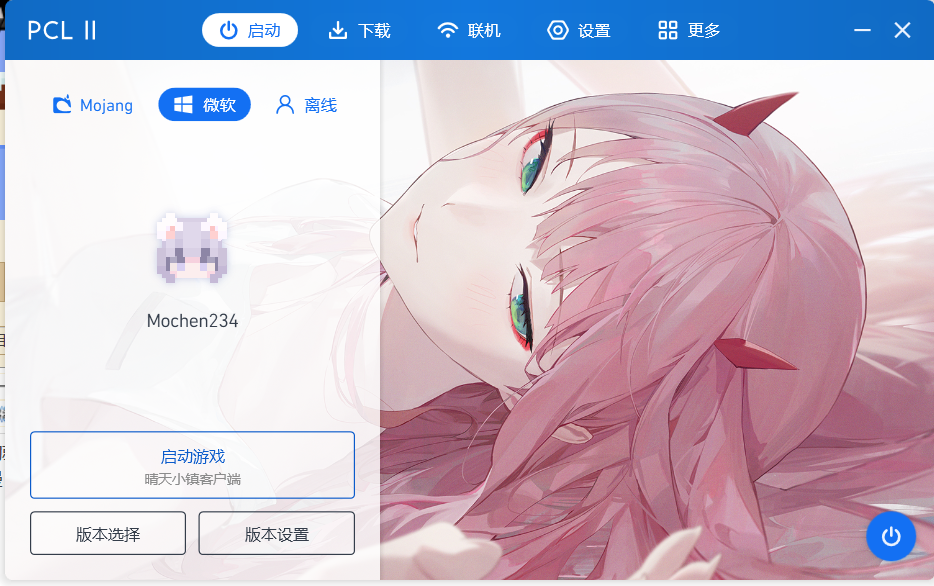 PCL II
启动
下载
联机
设置
更多
Mojang
微软
离线
Mochen234
启动游戏
晴天小镇客户端
版本选择
版本设置